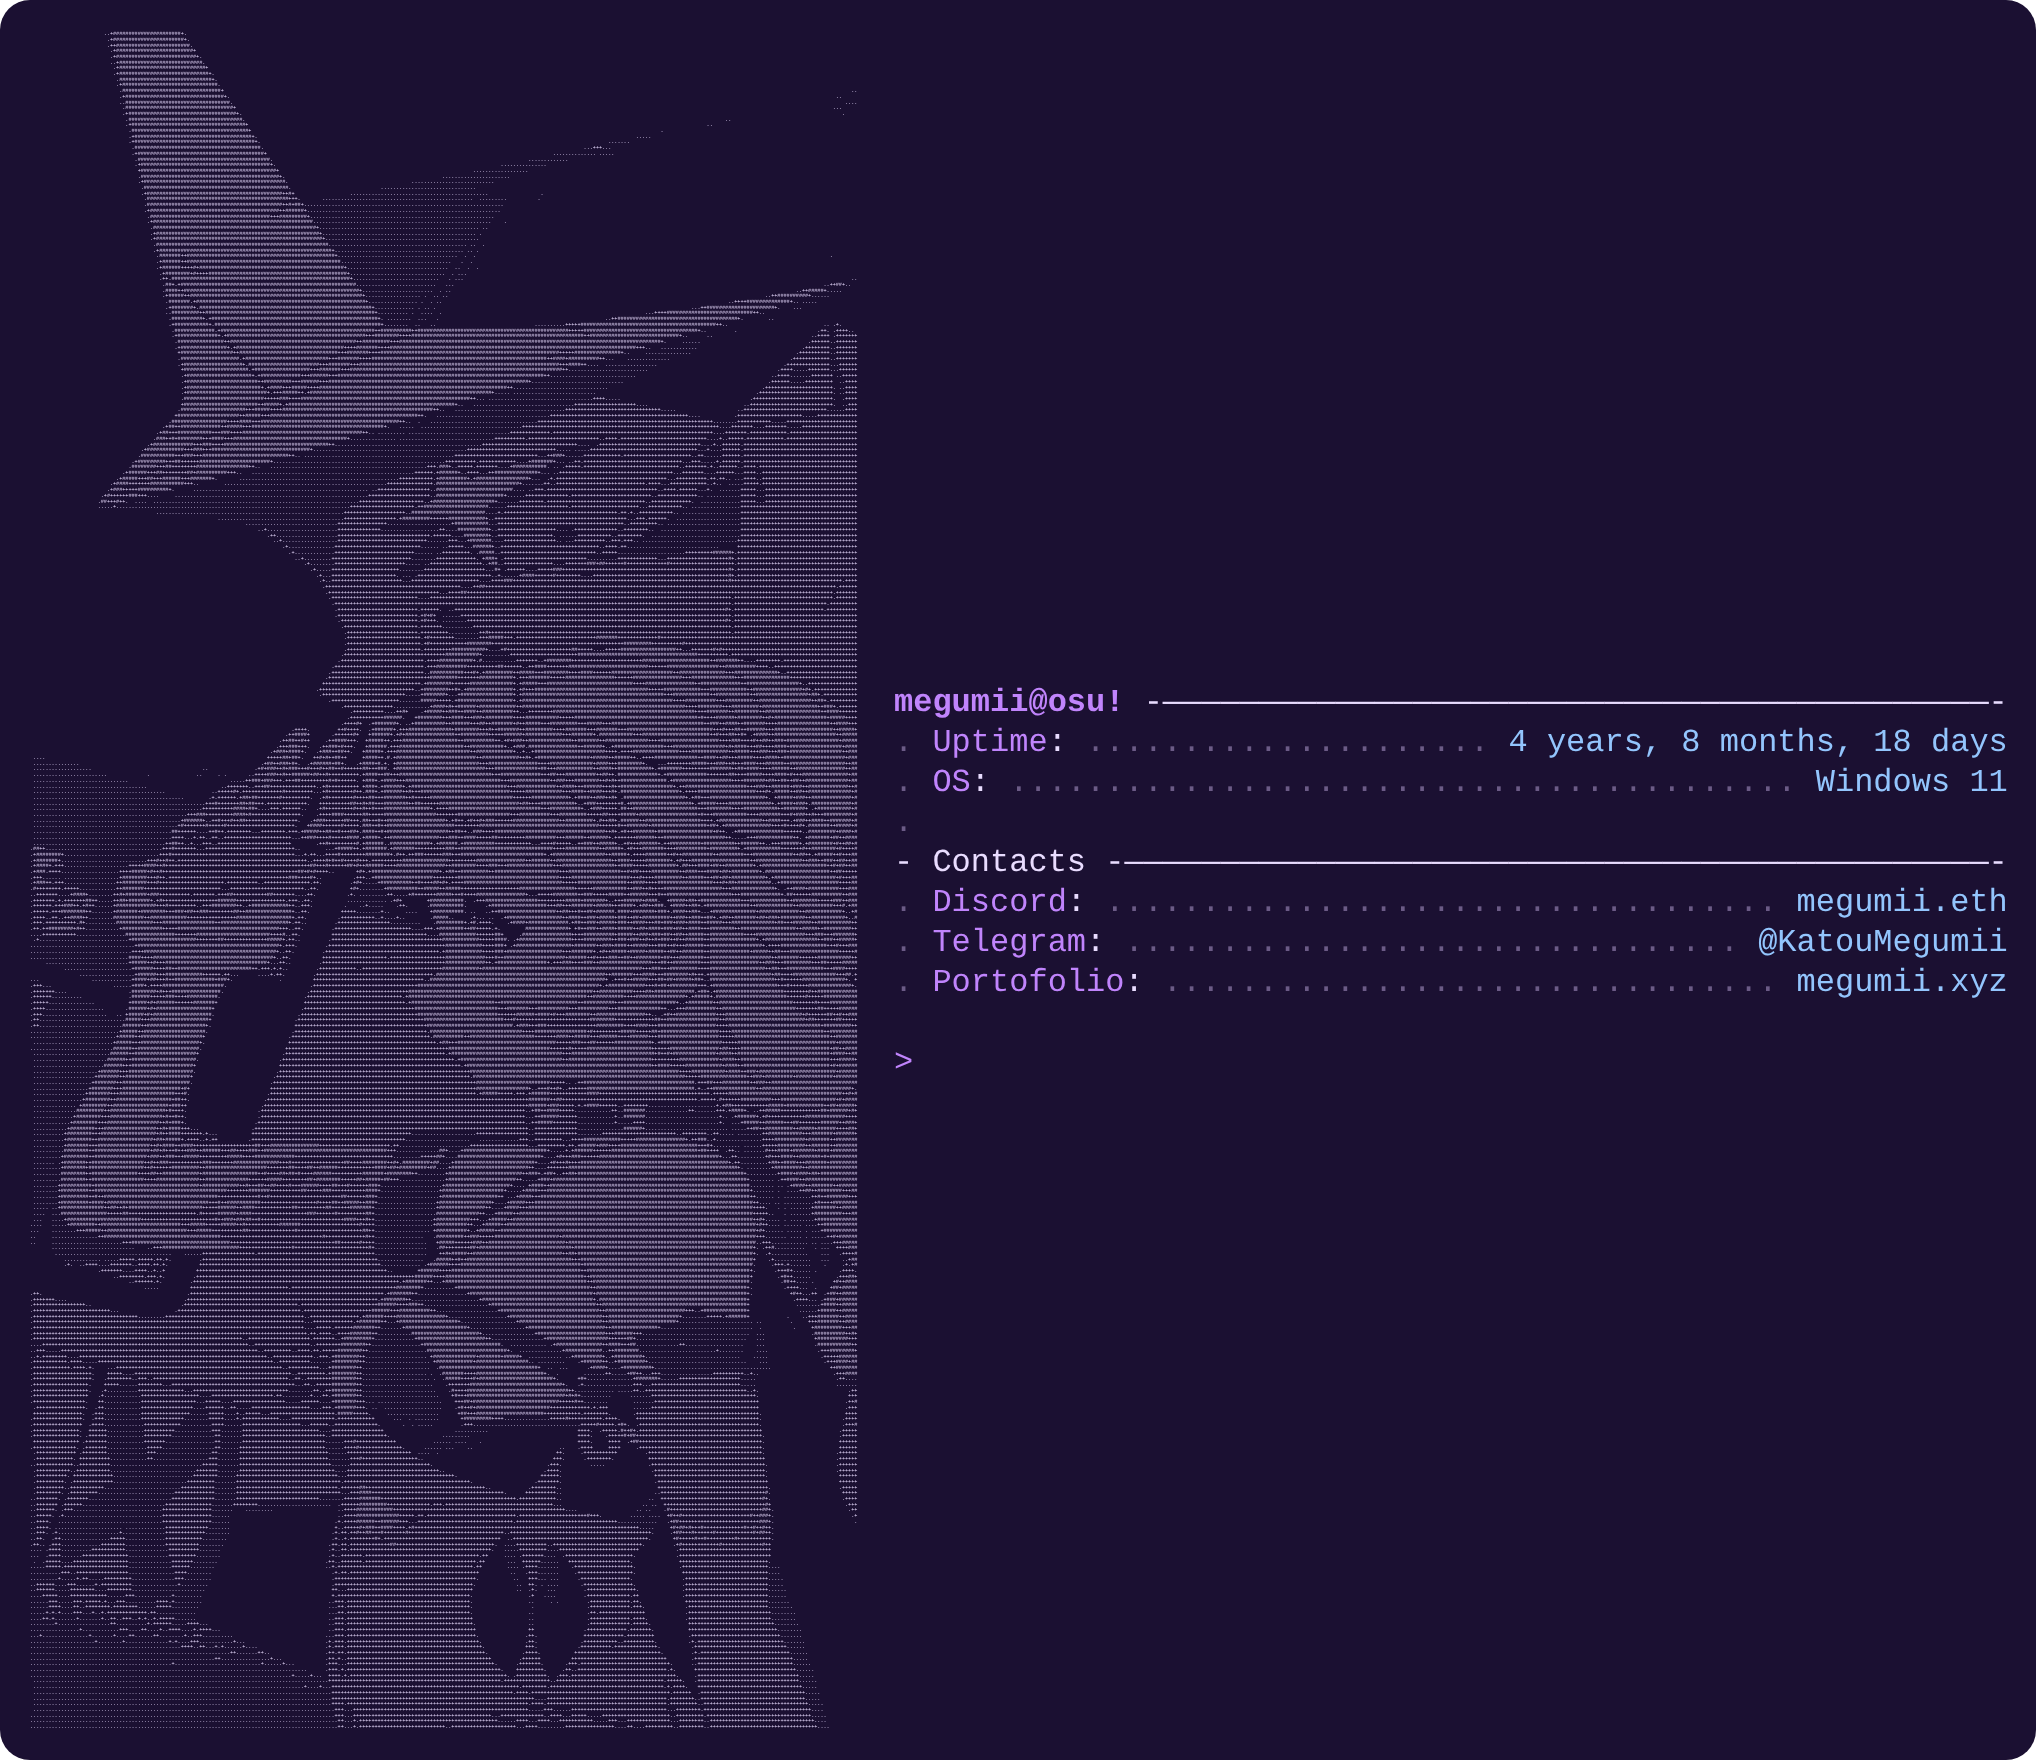 megumii@osu! -———————————————————————————————————————————-
. Uptime: ..................... 4 years, 8 months, 18 days
. OS: ......................................... Windows 11
.
- Contacts -—————————————————————————————————————————————-
. Discord: ................................... megumii.eth
. Telegram: ................................ @KatouMegumii
. Portofolio: ................................ megumii.xyz
>